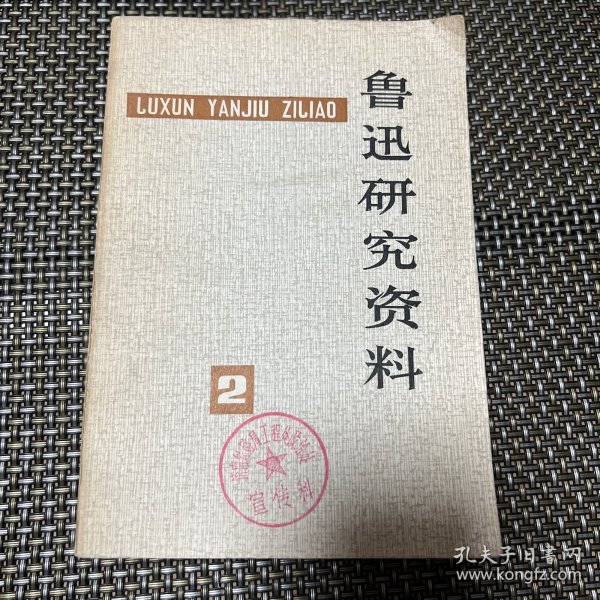 LUXUN YANJIU ZILIAO
鲁迅研究资料
2
宣传科
孔夫子旧书网
www.kongfz.com